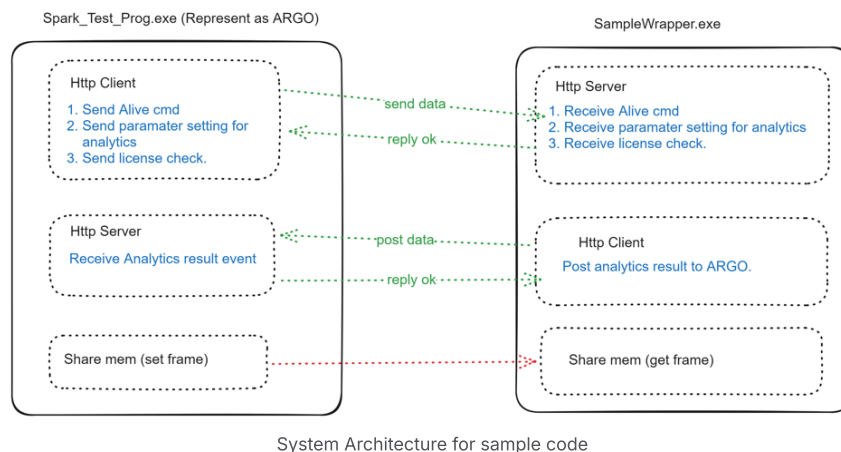 Spark_Test_Prog.exe (Represent as ARGO)
SampleWrapper.exe
Http Client
1. Send Alive cmd
2. Send paramater setting for
analytics
3. Send license check.
send data
reply ok
Http Server
1. Receive Alive cmd
2. Receive paramater setting for analytics
3. Receive license check.
Http Server
Receive Analytics result event
post data
reply ok
Http Client
Post analytics result to ARGO.
Share mem (set frame)
Share mem (get frame)
System Architecture for sample code